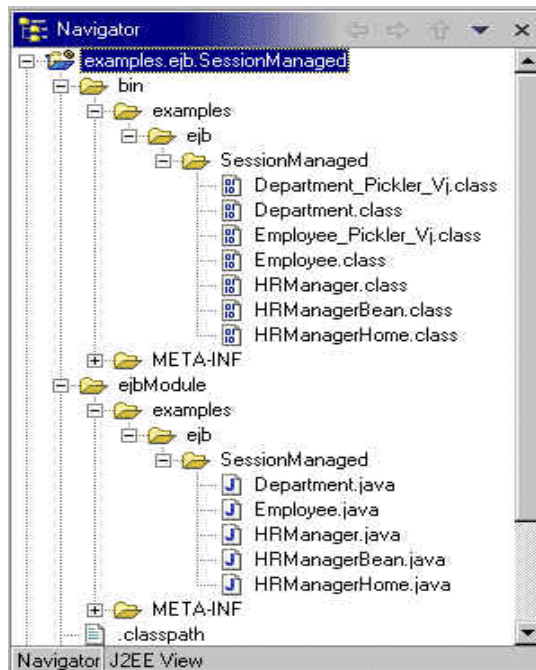 Navigator
examples.ejb.SessionManaged
bin
examples
ejb
SessionManaged
Department_Pickler_Vj.class
Department.class
Employee_Pickler_Vj.class
Employee.class
HRManager.class
HRManagerBean.class
HRManagerHome.class
META-INF
ejbModule
examples
ejb
SessionManaged
Department.java
Employee.java
HRManager.java
HRManagerBean.java
HRManagerHome.java
META-INF
.classpath
Navigator J2EE View